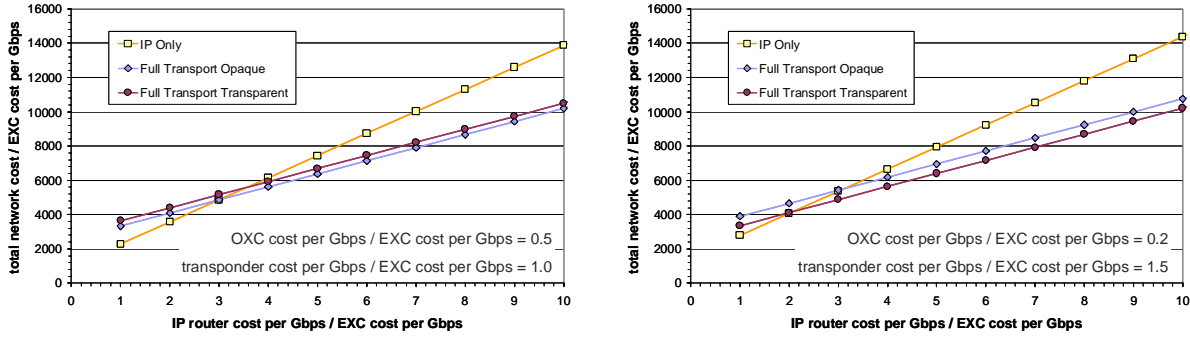 total network cost / EXC cost per Gbps
16000
14000
12000
10000
8000
6000
4000
2000
0
IP Only
Full Transport Opaque
Full Transport Transparent
OXC cost per Gbps / EXC cost per Gbps = 0.5
transponder cost per Gbps / EXC cost per Gbps = 1.0
0 1 2 3 4 5 6 7 8 9 10
IP router cost per Gbps / EXC cost per Gbps
total network cost / EXC cost per Gbps
16000
14000
12000
10000
8000
6000
4000
2000
0
IP Only
Full Transport Opaque
Full Transport Transparent
OXC cost per Gbps / EXC cost per Gbps = 0.2
transponder cost per Gbps / EXC cost per Gbps = 1.5
0 1 2 3 4 5 6 7 8 9 10
IP router cost per Gbps / EXC cost per Gbps